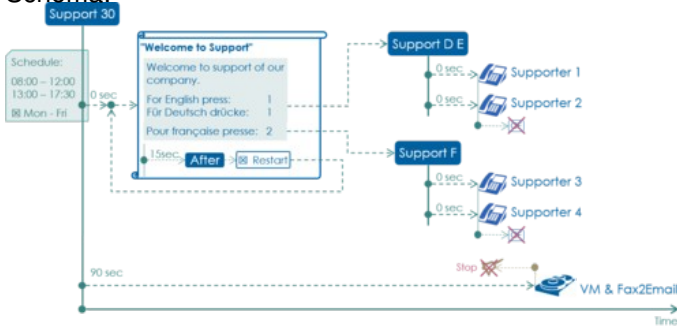 Schema:
Support 30
Schedule:
08:00 – 12:00
13:00 – 17:30
Mon - Fri
0 sec
"Welcome to Support"
Welcome to support of our
company.
For English press: 1
Für Deutsch drücke: 1
Pour française presse: 2
15sec
After
Restart
Support D E
0 sec
Supporter 1
0 sec
Supporter 2
Support F
0 sec
Supporter 3
0 sec
Supporter 4
90 sec
Stop
VM & Fax2Email
Time